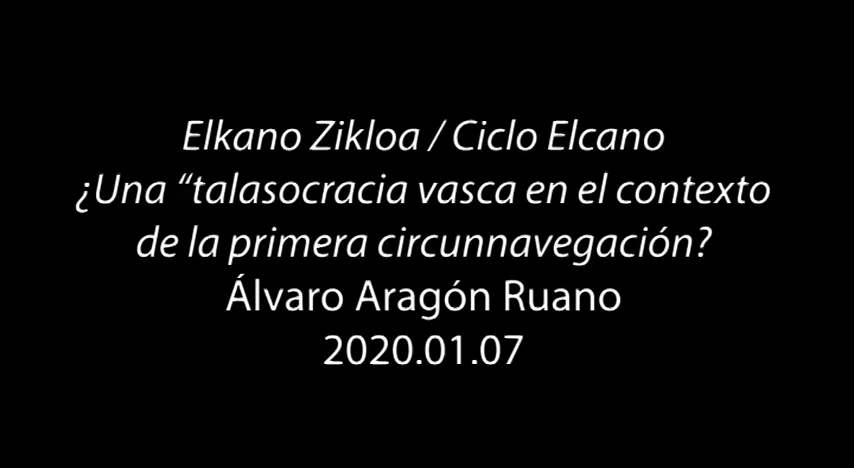 Elkano Zikloa / Ciclo Elcano
¿Una “talasocracia vasca en el contexto
de la primera circunnavegación?
Álvaro Aragón Ruano
2020.01.07